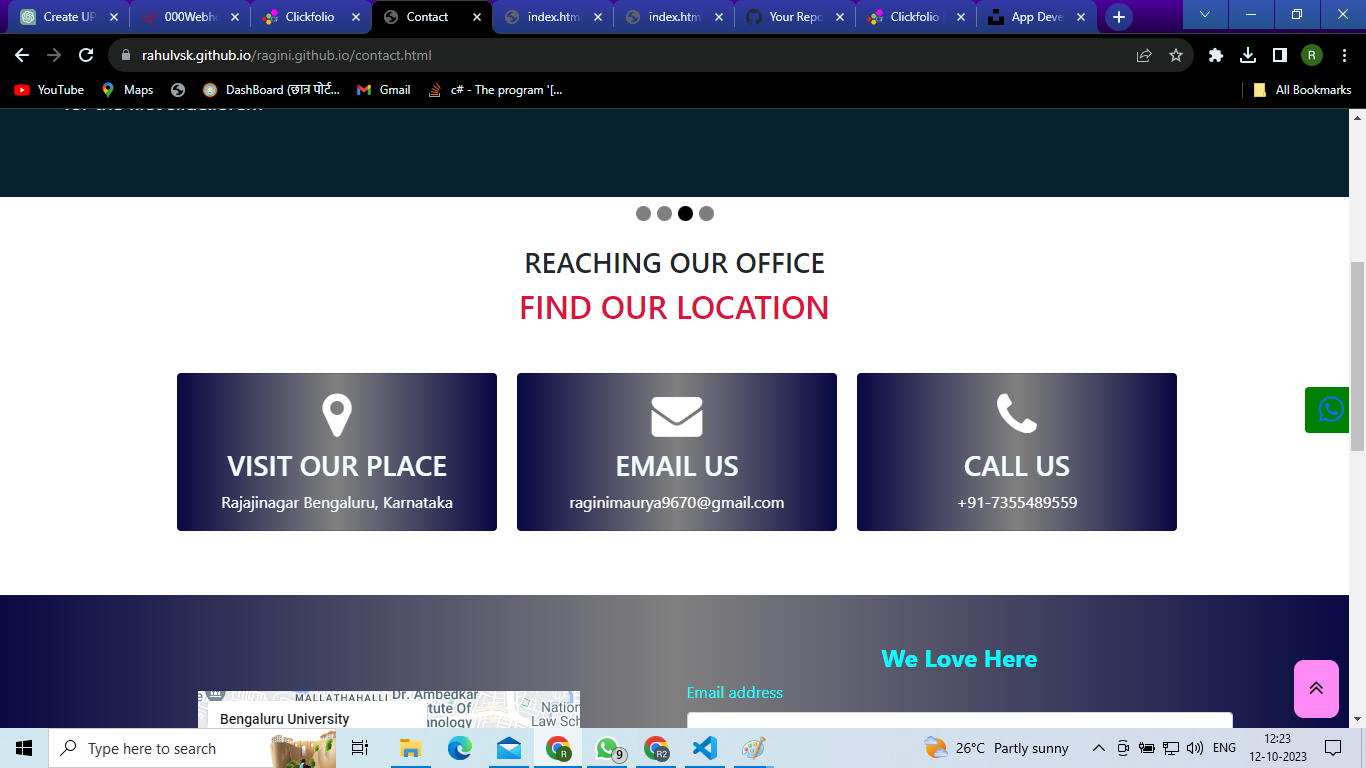 Create UP
000Webh
Clickfolio
Contact
index.htm
index.htm
Your Repo
Clickfolio
App Deve
rahulvsk.github.io/ragini.github.io/contact.html
R
YouTube
Maps
DashBoard (छात्र पोर्ट...
Gmail
c# - The program '[...
All Bookmarks
REACHING OUR OFFICE
FIND OUR LOCATION
VISIT OUR PLACE
Rajajinagar Bengaluru, Karnataka
EMAIL US
raginimaurya9670@gmail.com
CALL US
+91-7355489559
We Love Here
Email address
MALLATHAHALLI
Dr. Ambedkar
itute Of
hnology
Nation
Law Sch
Bengaluru University
Type here to search
R
9
R2
26°C Partly sunny
ENG
12:23
12-10-2023